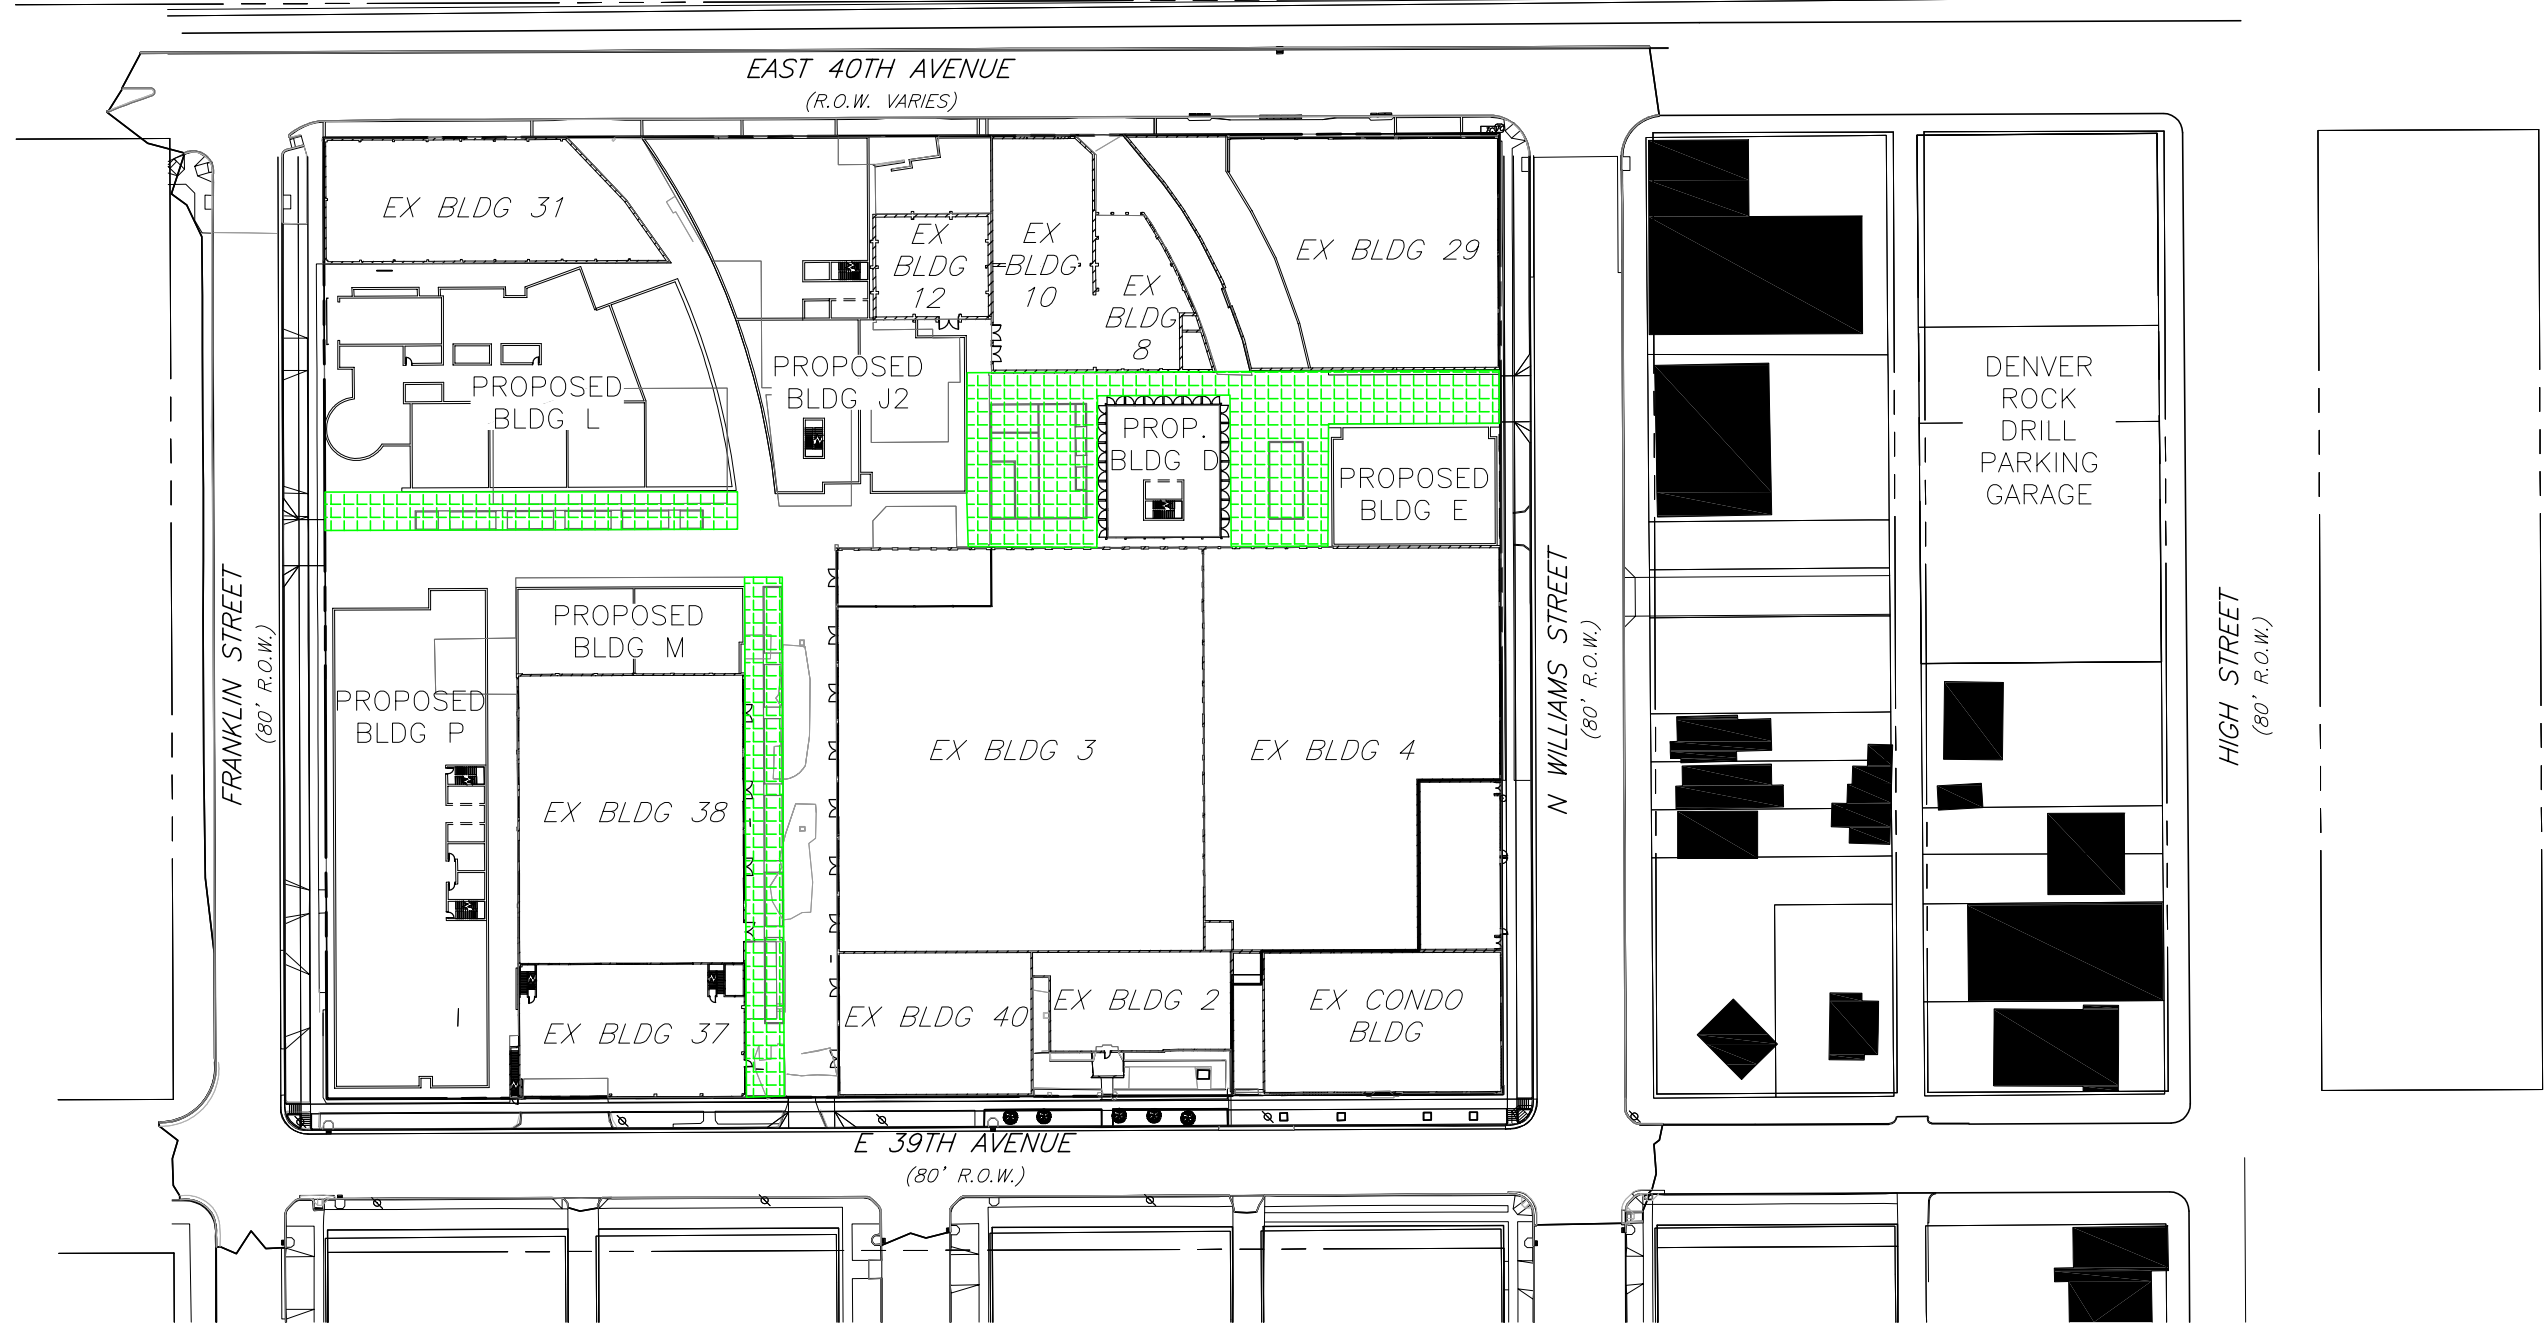 EAST 40TH AVENUE
(R.O.W. VARIES)
EX BLDG 31
EX
BLDG
12
EX
BLDG
10
EX
BLDG
8
EX BLDG 29
PROPOSED
BLDG L
PROPOSED
BLDG J2
PROP.
BLDG D
PROPOSED
BLDG E
DENVER
ROCK
DRILL
PARKING
GARAGE
FRANKLIN STREET
(80' R.O.W.)
PROPOSED
BLDG M
PROPOSED
BLDG P
EX BLDG 38
EX BLDG 3
EX BLDG 4
N WILLIAMS STREET
(80' R.O.W.)
HIGH STREET
(80' R.O.W.)
EX BLDG 37
EX BLDG 40
EX BLDG 2
EX CONDO
BLDG
E 39TH AVENUE
(80' R.O.W.)